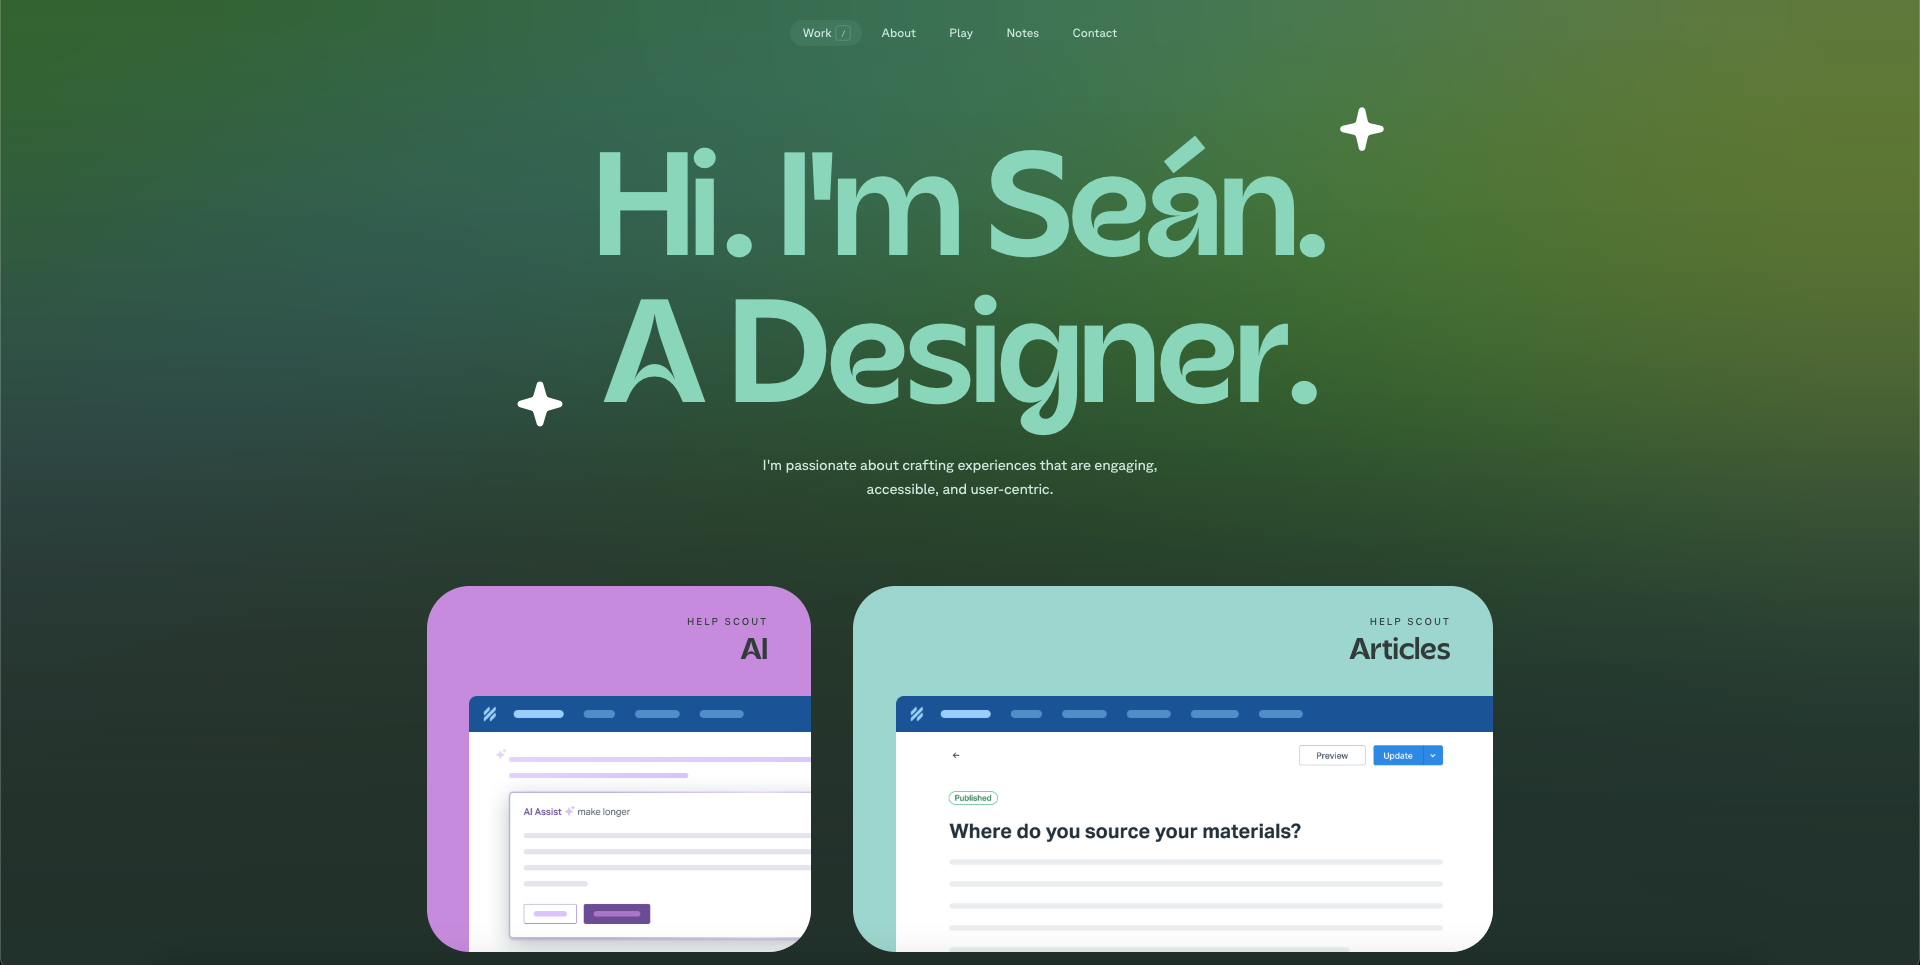 Work /
About
Play
Notes
Contact
Hi. I'm Seán.
A Designer.
I'm passionate about crafting experiences that are engaging,
accessible, and user-centric.
HELP SCOUT
AI
AI Assist make longer
HELP SCOUT
Articles
Preview
Update
Published
Where do you source your materials?